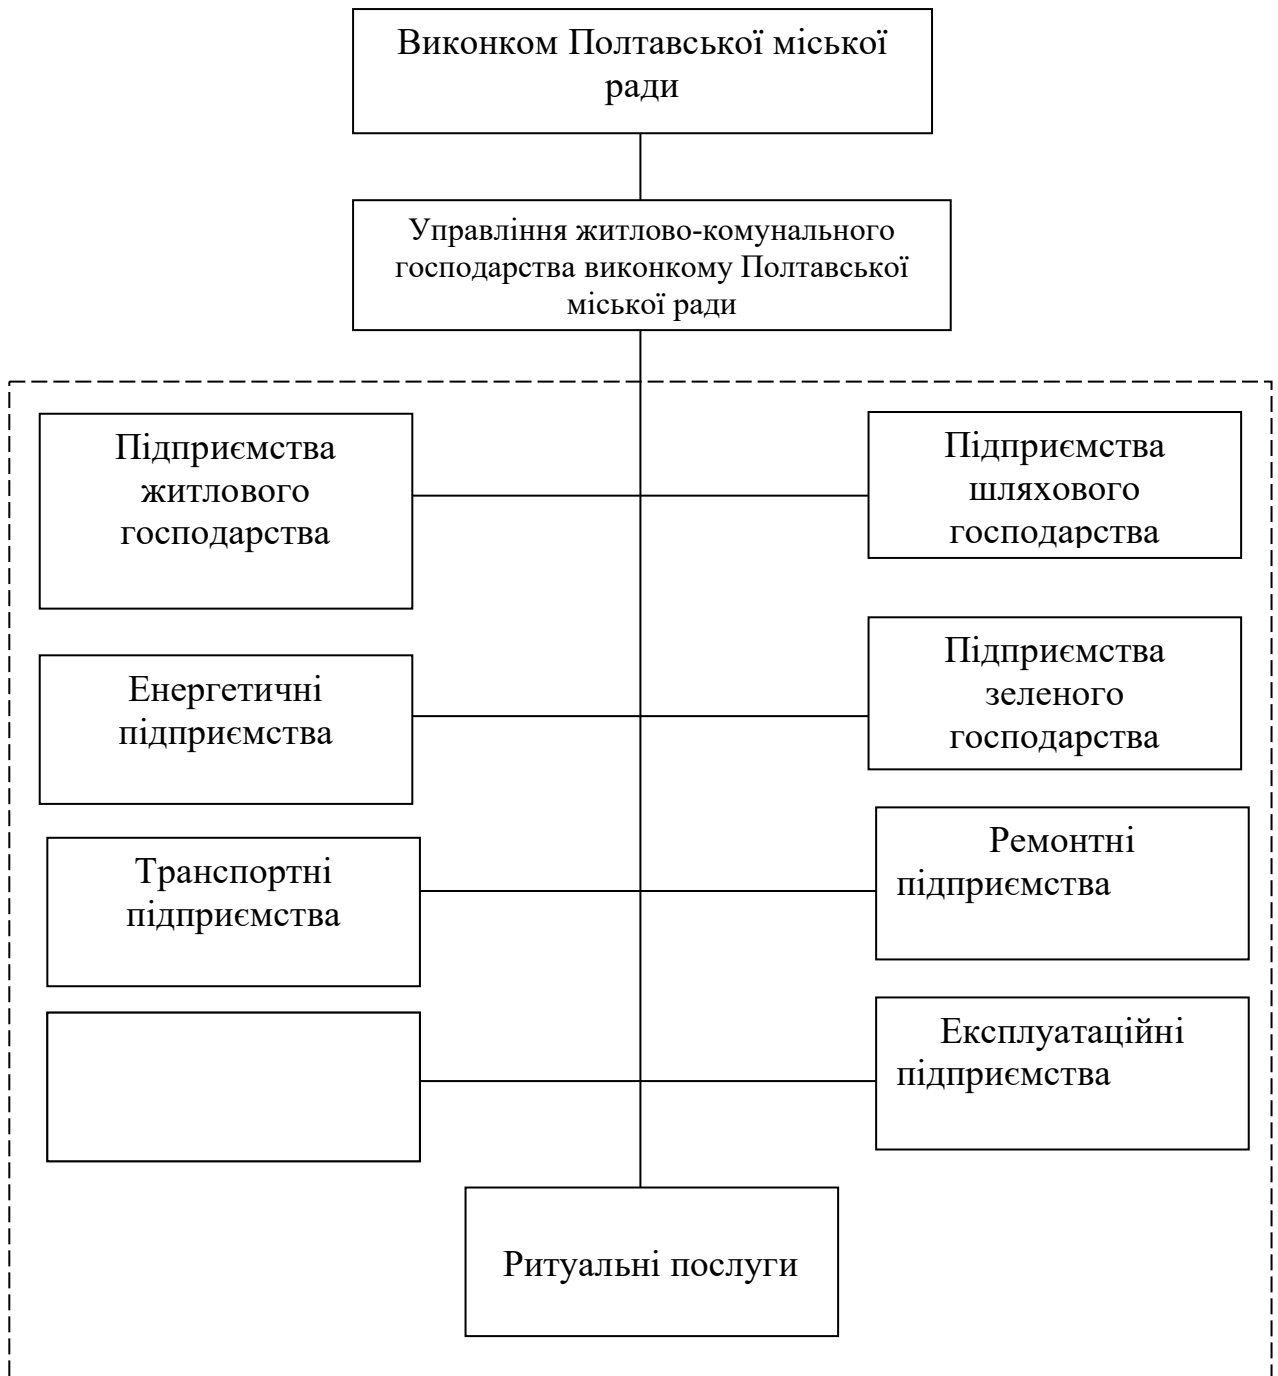 Виконком Полтавської міської
ради
Управління житлово-комунального
господарства виконкому Полтавської
міської ради
Підприємства
житлового
господарства
Підприємства
шляхового
господарства
Енергетичні
підприємства
Підприємства
зеленого
господарства
Транспортні
підприємства
Ремонтні
підприємства
Експлуатаційні
підприємства
Ритуальні послуги